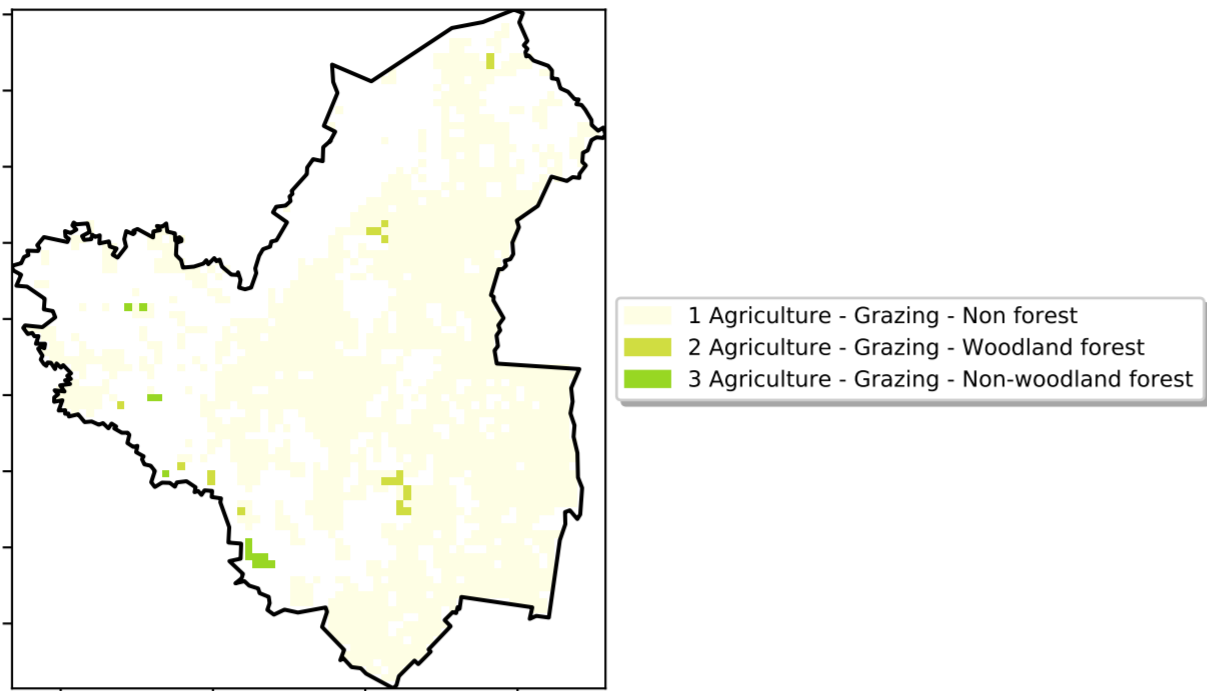 1 Agriculture - Grazing - Non forest
2 Agriculture - Grazing - Woodland forest
3 Agriculture - Grazing - Non-woodland forest